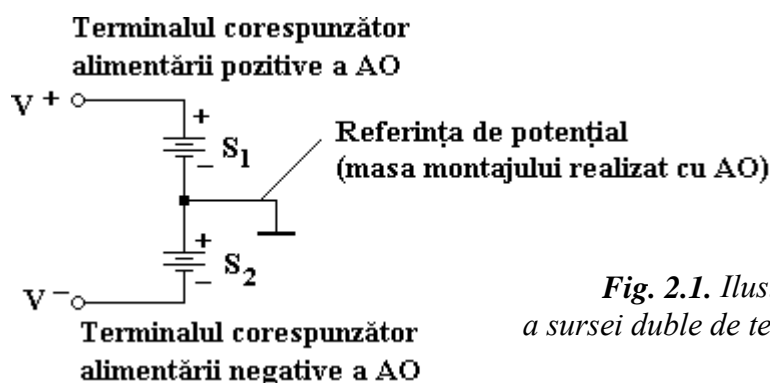 Terminalul corespunzător
alimentării pozitive a AO
V +
+
S1
–
Referința de potențial
(masa montajului realizat cu AO)
+
S2
–
V –
Fig. 2.1. Ilus
a sursei duble de te
Terminalul corespunzător
alimentării negative a AO